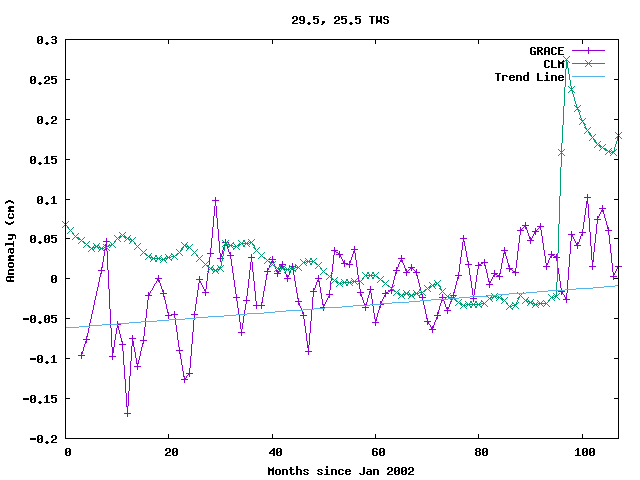 29.5, 25.5 TWS
GRACE
CLM
Trend Line
0.3
0.25
0.2
0.15
0.1
0.05
0
-0.05
-0.1
-0.15
-0.2
Anomaly (cm)
0 20 40 60 80 100
Months since Jan 2002